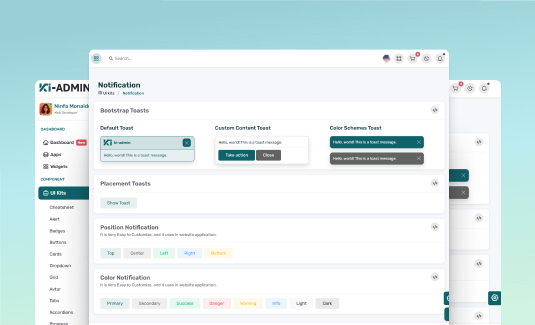 Search...
Ki-ADMIN
Ninfa Monaldo
Web Developer
DASHBOARD
Dashboard New
Apps
Widgets
COMPONENT
UI Kits
Cheatsheet
Alert
Badges
Buttons
Cards
Dropdown
Grid
Avtar
Tabs
Accordions
Progress
Notification
UI Kits / Notification
Bootstrap Toasts
Default Toast
Custom Content Toast
Color Schemes Toast
Ki-admin
Hello, world! This is a toast message.
Hello, world! This is a toast message.
Take action
Close
Hello, world! This is a toast message.
Hello, world! This is a toast message.
Placement Toasts
Show Toast
Position Notification
It is Very Easy to Customize, and it uses in website application.
Top
Center
Left
Right
Color Notification
It is Very Easy to Customize, and it uses in website application.
Primary
Secondary
Success
Danger
Warning
Info
Light
Dark